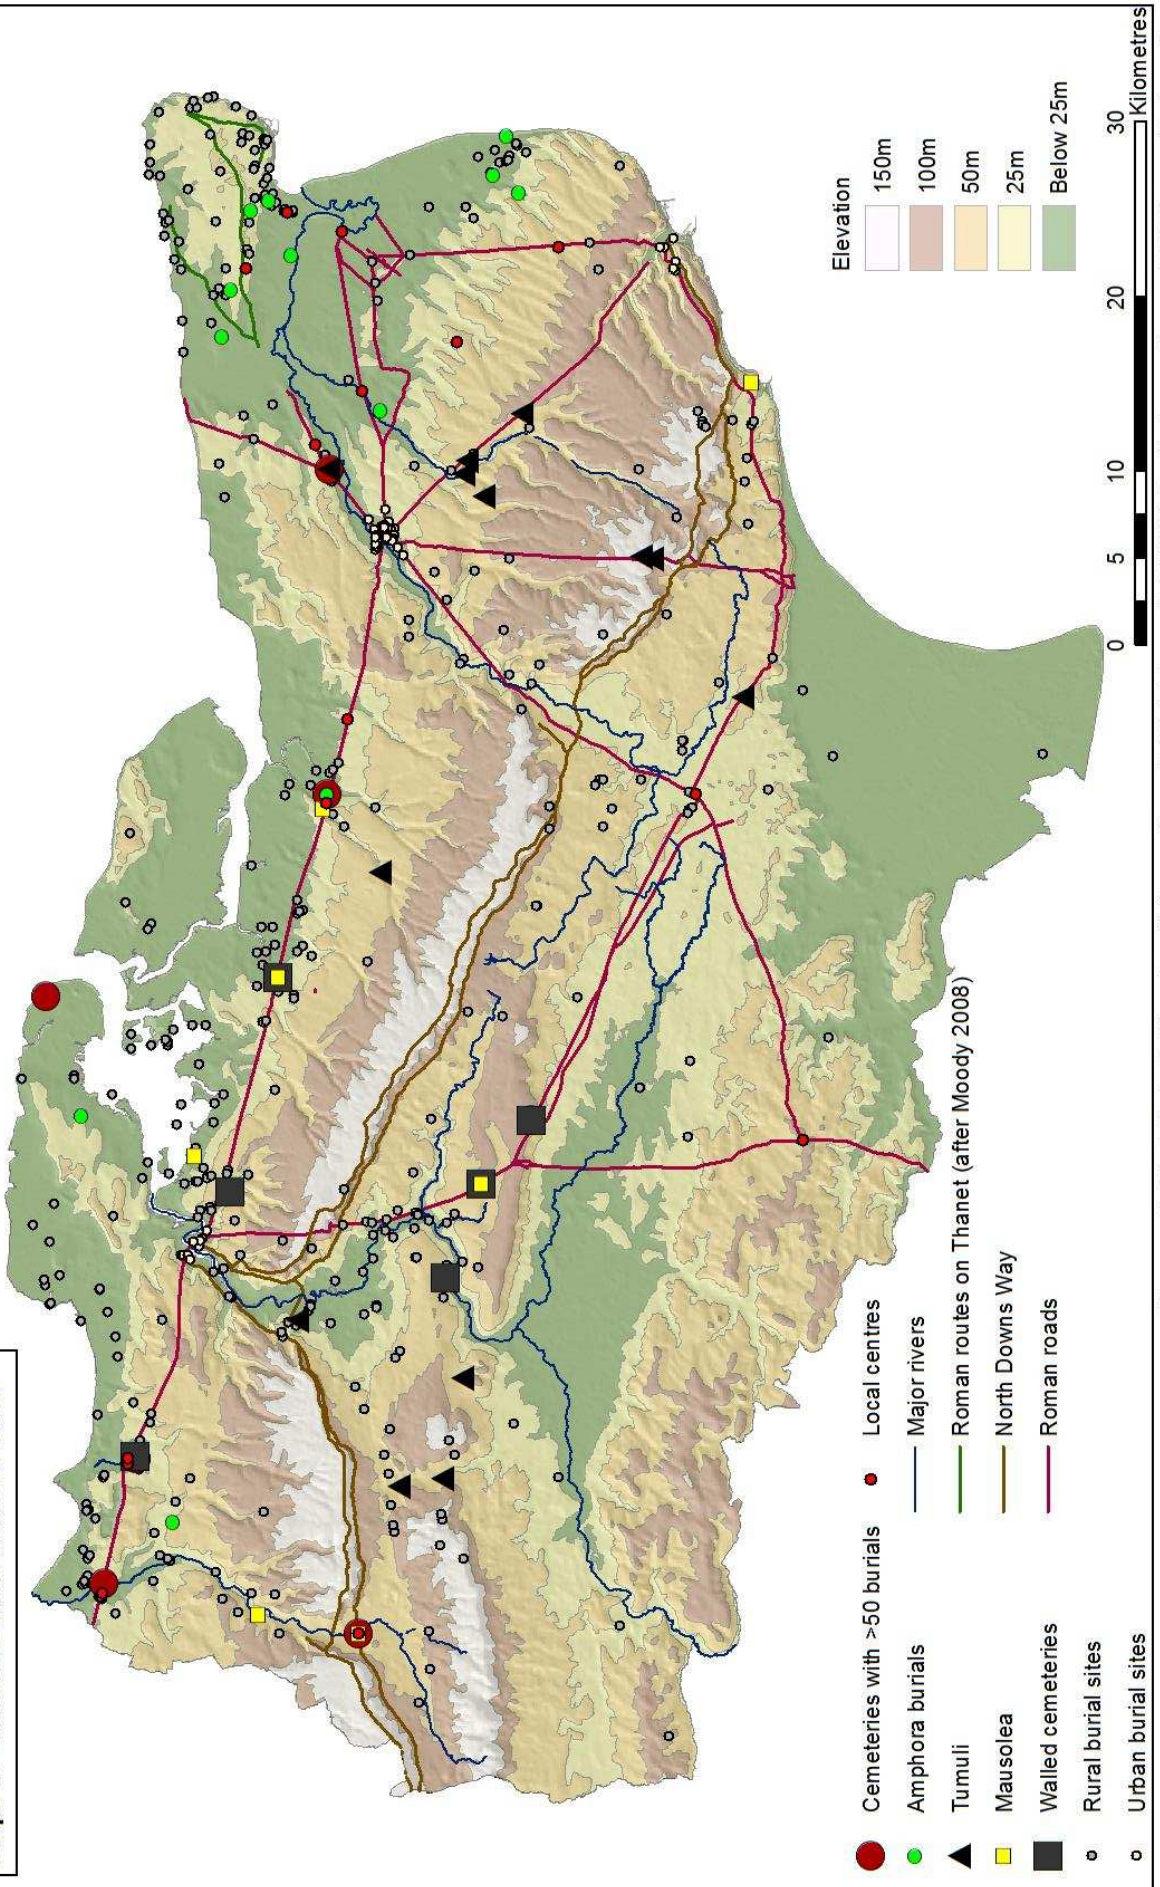 Elevation
150m
100m
50m
25m
Below 25m
0 5 10 20 30
Kilometres
Cemeteries with >50 burials
Amphora burials
Tumuli
Mausolea
Walled cemeteries
Rural burial sites
Urban burial sites
Local centres
Major rivers
Roman routes on Thanet (after Moody 2008)
North Downs Way
Roman roads